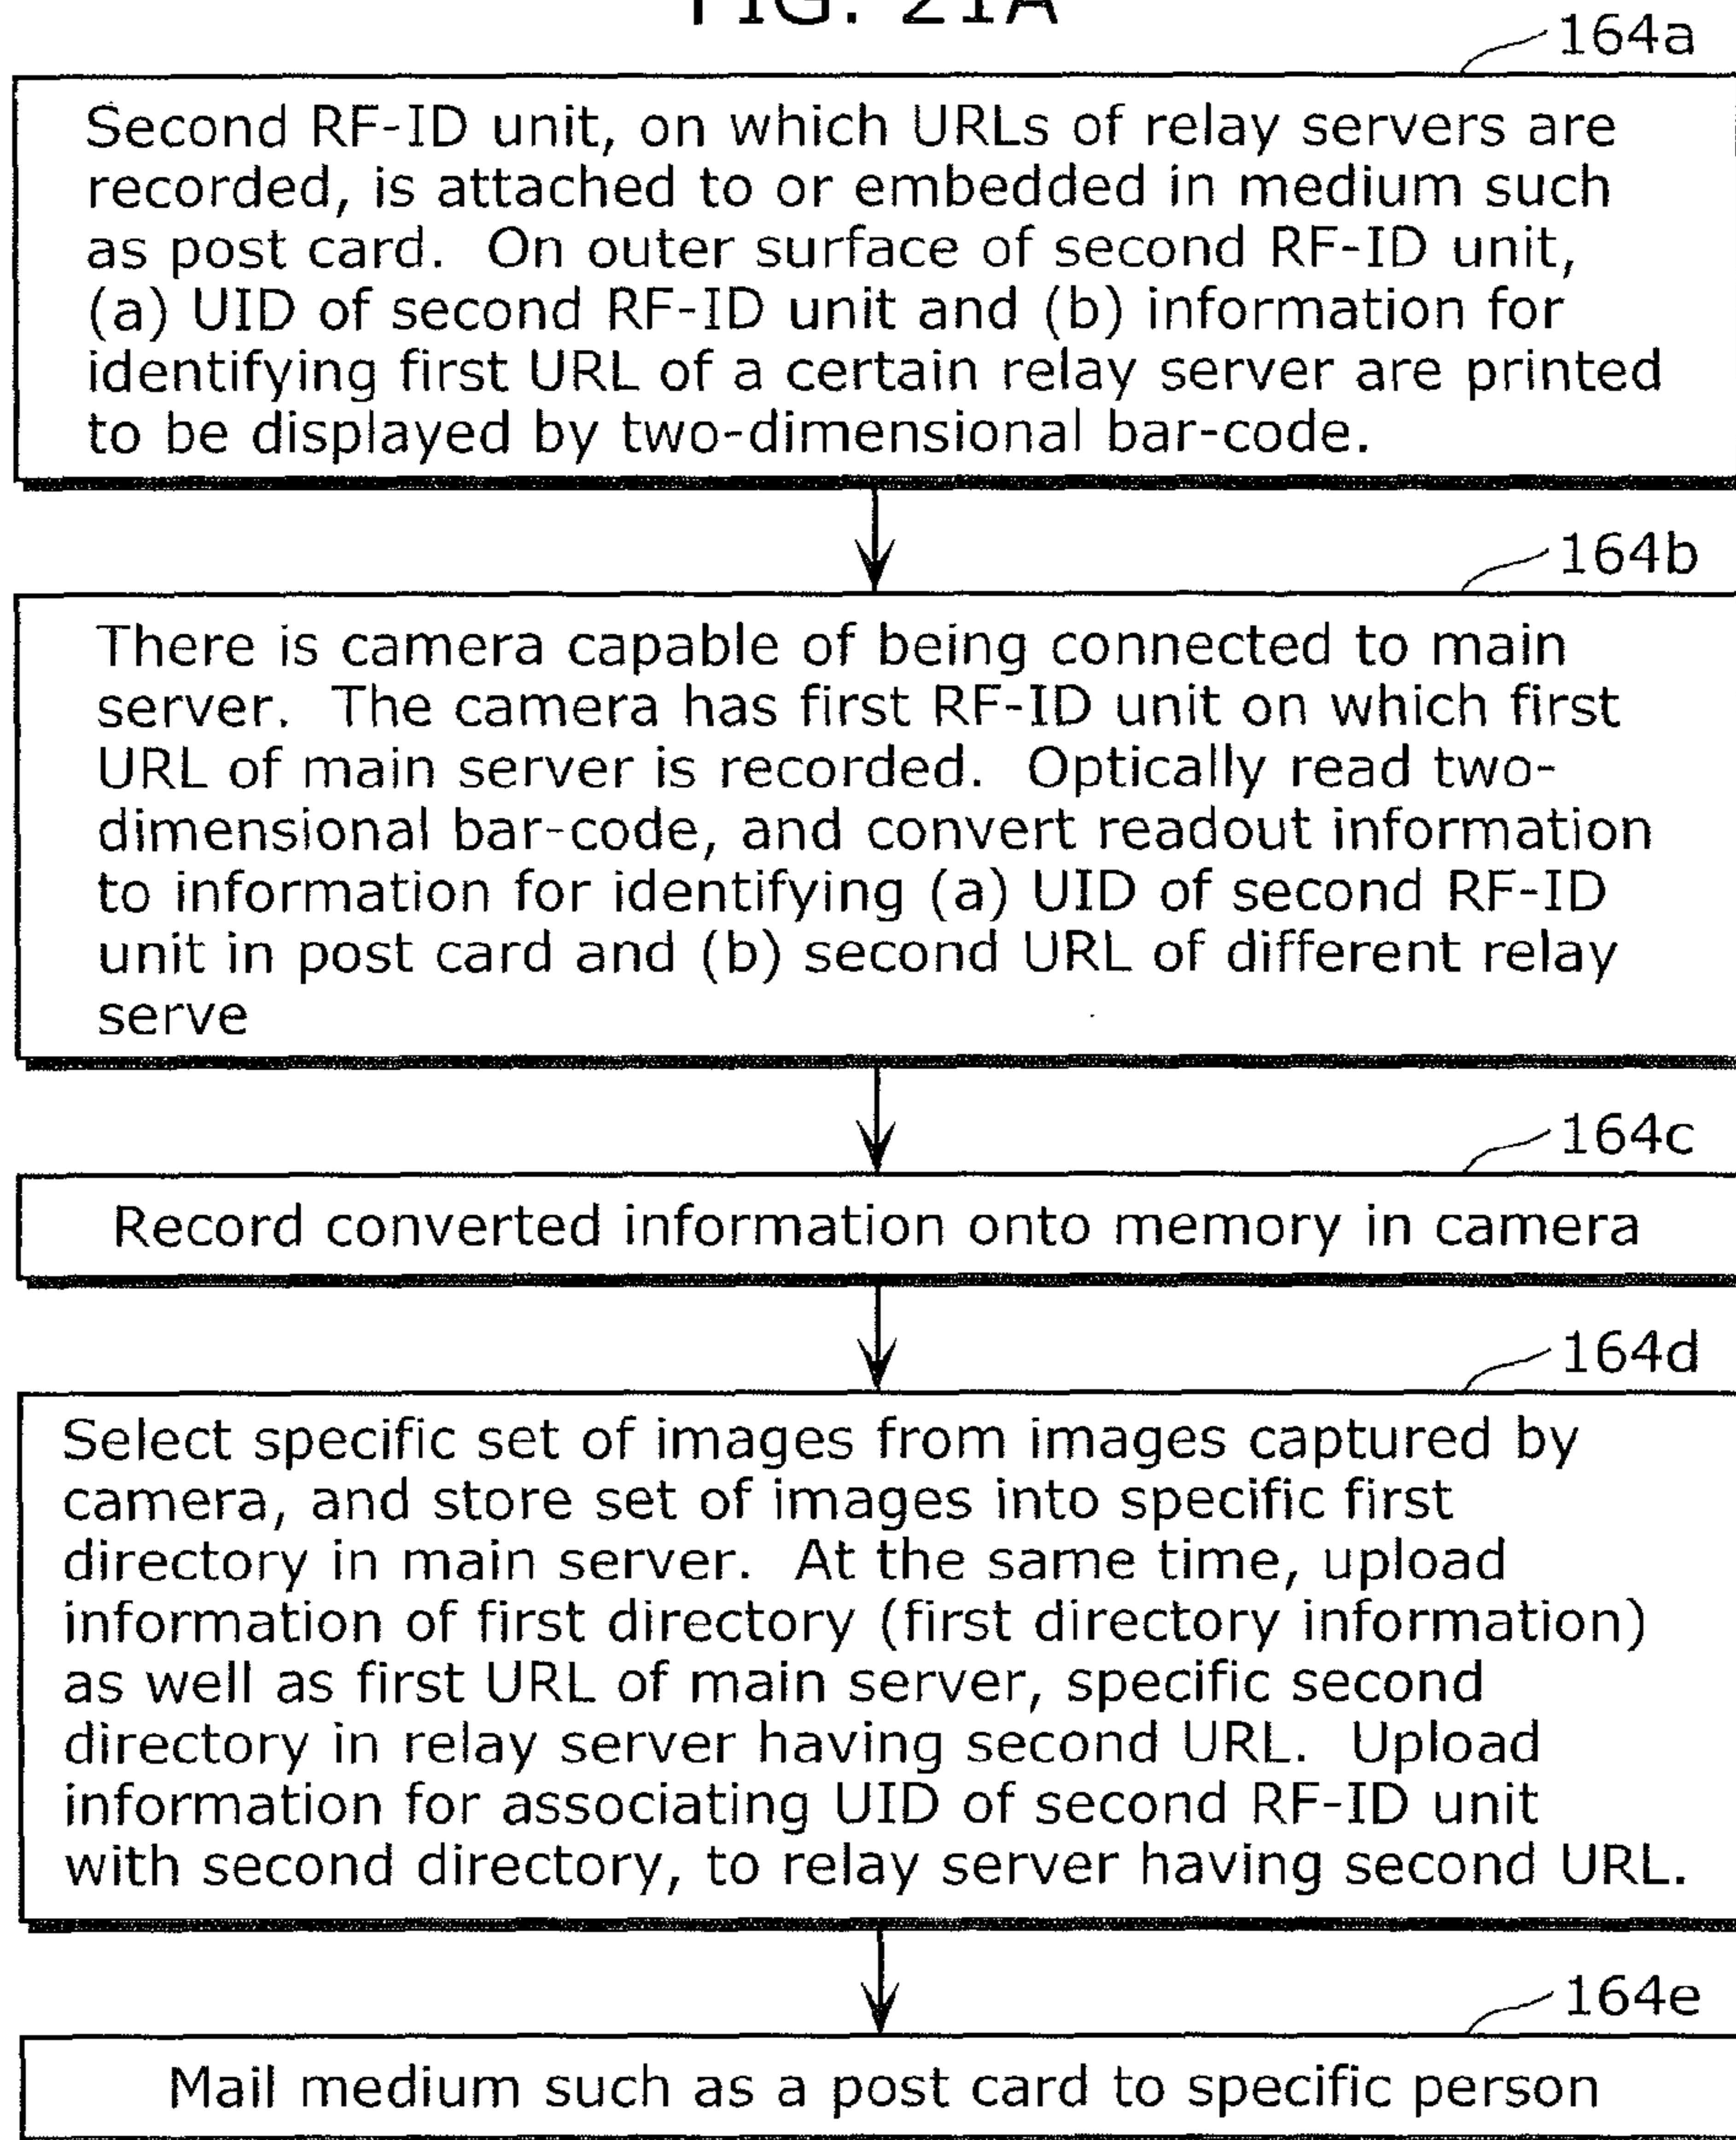 FIG. 21A
164a
Second RF-ID unit, on which URLs of relay servers are
recorded, is attached to or embedded in medium such
as post card. On outer surface of second RF-ID unit,
(a) UID of second RF-ID unit and (b) information for
identifying first URL of a certain relay server are printed
to be displayed by two-dimensional bar-code.
164b
There is camera capable of being connected to main
server. The camera has first RF-ID unit on which first
URL of main server is recorded. Optically read two-
dimensional bar-code, and convert readout information
to information for identifying (a) UID of second RF-ID
unit in post card and (b) second URL of different relay
serve
164c
Record converted information onto memory in camera
164d
Select specific set of images from images captured by
camera, and store set of images into specific first
directory in main server. At the same time, upload
information of first directory (first directory information)
as well as first URL of main server, specific second
directory in relay server having second URL. Upload
information for associating UID of second RF-ID unit
with second directory, to relay server having second URL.
164e
Mail medium such as a post card to specific person